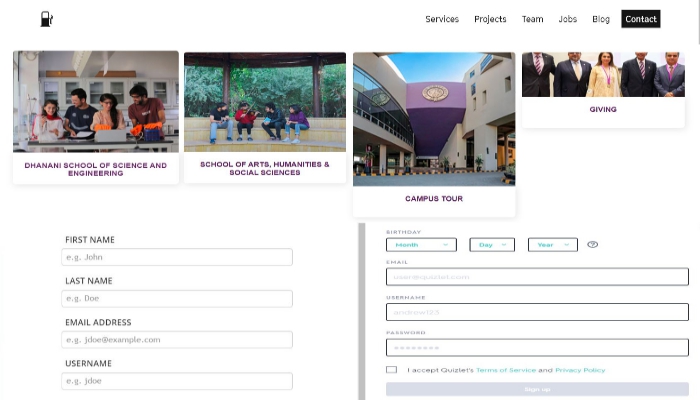 Services Projects Team Jobs Blog Contact
DHANANI SCHOOL OF SCIENCE AND
ENGINEERING
SCHOOL OF ARTS, HUMANITIES &
SOCIAL SCIENCES
CAMPUS TOUR
GIVING
FIRST NAME
e.g. John
LAST NAME
e.g. Doe
EMAIL ADDRESS
e.g. jdoe@example.com
USERNAME
e.g. jdoe
BIRTHDAY
Month Day Year ?
EMAIL
user@quizlet.com
USERNAME
andrew123
PASSWORD
••••••••
I accept Quizlet's Terms of Service and Privacy Policy
Sign up